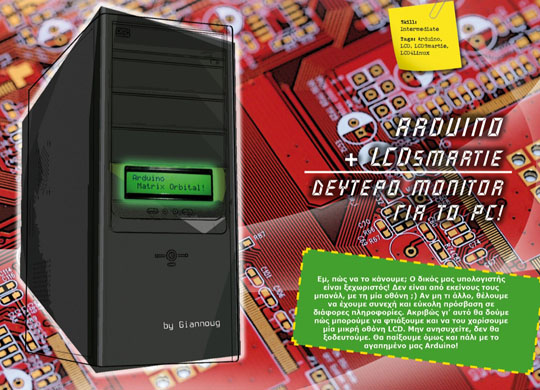 Skill:
Intermediate
Tags: Arduino,
LCD, LCDSmartie,
LCD4Linux
ARDUINO
+ LCDSMARTIE
ΔΕΥΤΕΡΟ MONITOR
ΓΙΑ ΤΟ PC!
Arduino
Matrix Orbital!
by Giannoug
Εμ, πώς να το κάνουμε; Ο δικός μας υπολογιστής
είναι ξεχωριστός! Δεν είναι από εκείνους τους
μπανάλ, με τη μία οθόνη ;) Αν μη τι άλλο, θέλουμε
να έχουμε συνεχή και εύκολη πρόσβαση σε
διάφορες πληροφορίες. Ακριβώς γι' αυτό θα δούμε
πώς μπορούμε να φτιάξουμε και να του χαρίσουμε
μία μικρή οθόνη LCD. Μην ανησυχείτε, δεν θα
ξοδευτούμε. Θα παίξουμε όμως και πάλι με το
αγαπημένο μας Arduino!